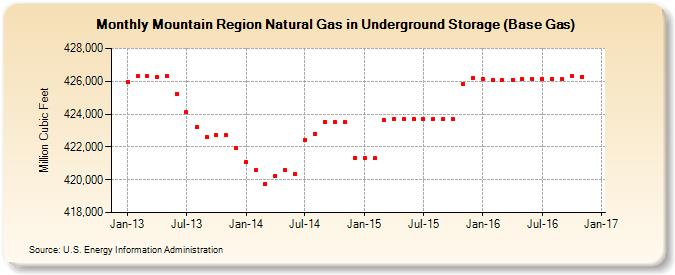 Monthly Mountain Region Natural Gas in Underground Storage (Base Gas)
Million Cubic Feet
428,000
426,000
424,000
422,000
420,000
418,000
Jan-13 Jul-13 Jan-14 Jul-14 Jan-15 Jul-15 Jan-16 Jul-16 Jan-17
Source: U.S. Energy Information Administration